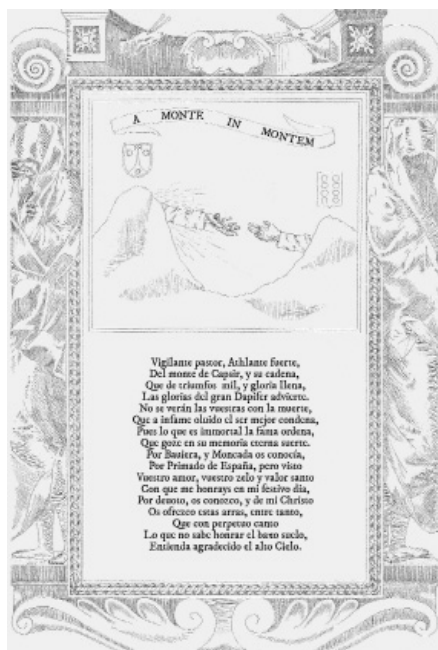 A MONTE IN MONTEM
Vigilante pastor, Athlante fuerte,
Del monte de Capsir, y su cadena,
Que de triumfos mil, y gloria llena,
Las glorias del gran Dapifer advierte.
No se verán las vuestras con la muerte,
Que a infame oluido el ser mejor condena,
Pues lo que es immortal la fama ordena,
Que goze en su memoria eterna suerte.
Por Bauiera, y Moncada os conocía,
Por Primado de España, pero visto
Vuestro amor, vuestro zelo y valor santo
Con que me honrays en mi festivo dia,
Por deuoto, os conozco, y de mi Christo
Os ofrezco estas arras, entre tanto,
Que con perpetuo canto
Lo que no sabe honrar el baxo suelo,
Entienda agradecido el alto Cielo.